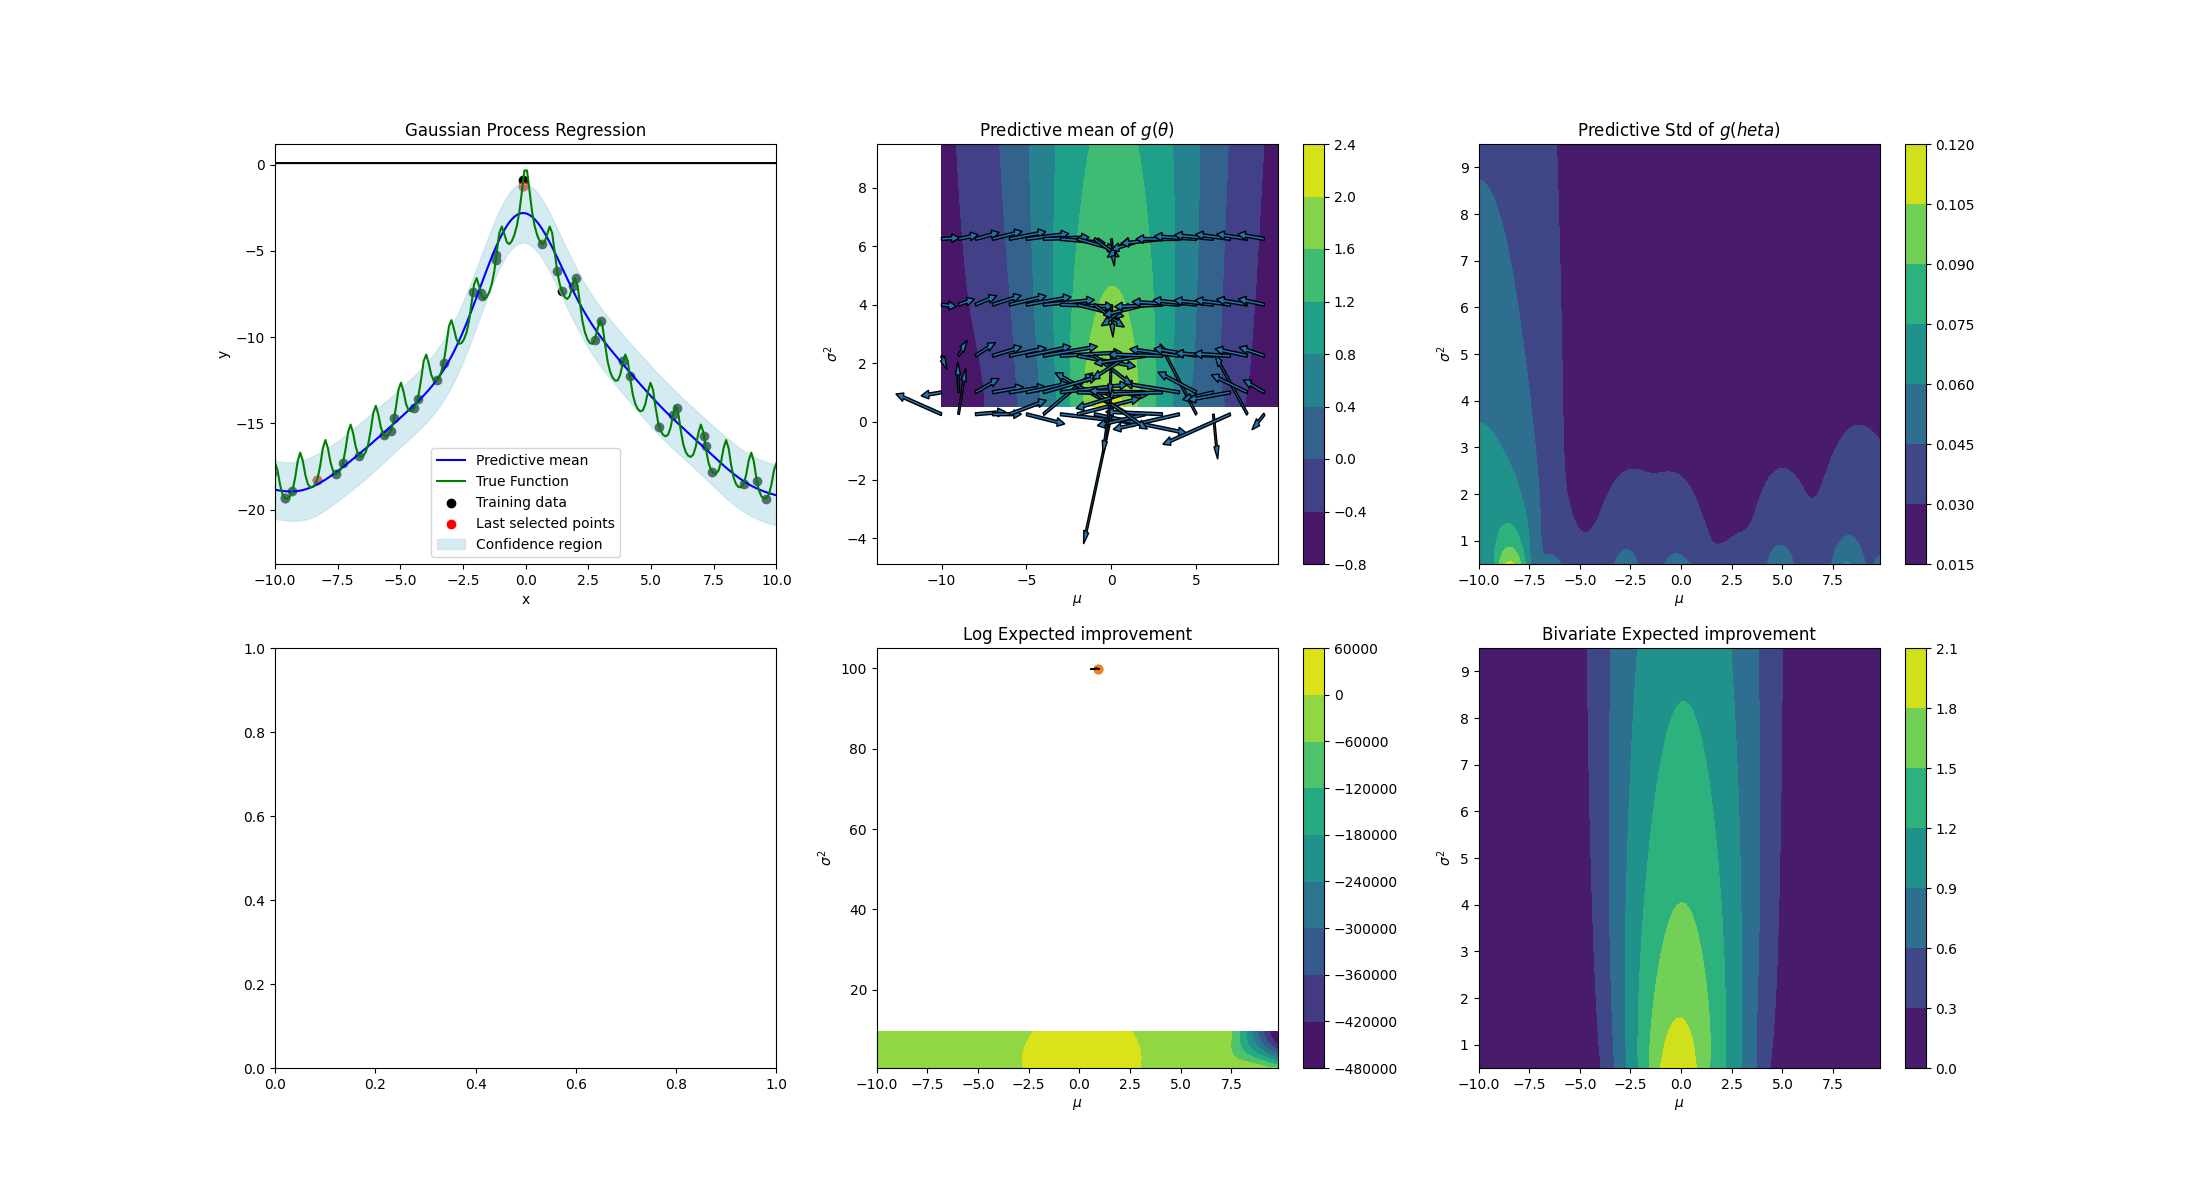 Gaussian Process Regression
0
−5
−10
−15
−20
y
Predictive mean
True Function
Training data
Last selected points
Confidence region
−10.0 −7.5 −5.0 −2.5 0.0 2.5 5.0 7.5 10.0
x
Predictive mean of g(θ)
8
6
4
2
0
−2
−4
σ²
−10 −5 0 5
μ
2.4
2.0
1.6
1.2
0.8
0.4
0.0
−0.4
−0.8
Predictive Std of g(heta)
9
8
7
6
5
4
3
2
1
σ²
−10.0 −7.5 −5.0 −2.5 0.0 2.5 5.0 7.5
μ
0.120
0.105
0.090
0.075
0.060
0.045
0.030
0.015
1.0
0.8
0.6
0.4
0.2
0.0
0.0 0.2 0.4 0.6 0.8 1.0
Log Expected improvement
100
80
60
40
20
σ²
−10.0 −7.5 −5.0 −2.5 0.0 2.5 5.0 7.5
μ
60000
0
−60000
−120000
−180000
−240000
−300000
−360000
−420000
−480000
Bivariate Expected improvement
9
8
7
6
5
4
3
2
1
σ²
−10.0 −7.5 −5.0 −2.5 0.0 2.5 5.0 7.5
μ
2.1
1.8
1.5
1.2
0.9
0.6
0.3
0.0